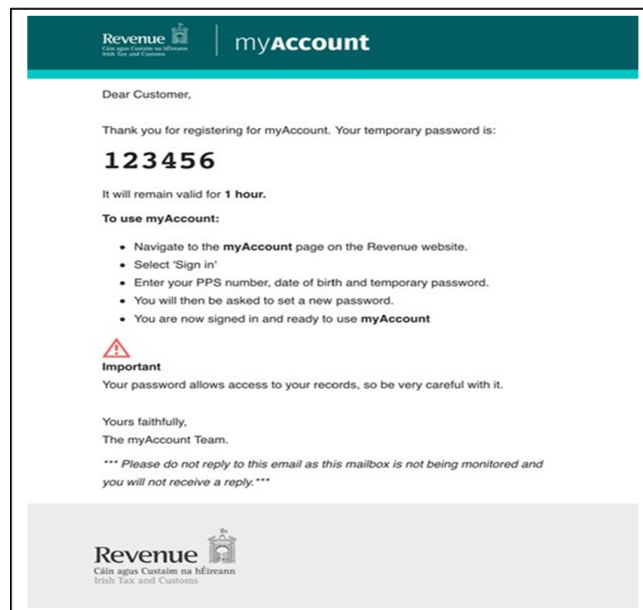 Revenue
Cáin agus Custaim na hÉireann
Irish Tax and Customs
myAccount
Dear Customer,
Thank you for registering for myAccount. Your temporary password is:
123456
It will remain valid for 1 hour.
To use myAccount:
• Navigate to the myAccount page on the Revenue website.
• Select 'Sign in'
• Enter your PPS number, date of birth and temporary password.
• You will then be asked to set a new password.
• You are now signed in and ready to use myAccount
Important
Your password allows access to your records, so be very careful with it.
Yours faithfully,
The myAccount Team.
*** Please do not reply to this email as this mailbox is not being monitored and
you will not receive a reply.***
Revenue
Cáin agus Custaim na hÉireann
Irish Tax and Customs